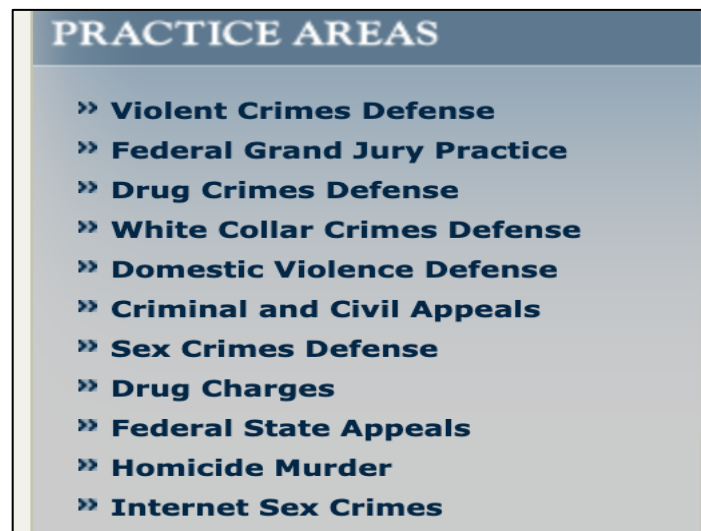 PRACTICE AREAS
» Violent Crimes Defense
» Federal Grand Jury Practice
» Drug Crimes Defense
» White Collar Crimes Defense
» Domestic Violence Defense
» Criminal and Civil Appeals
» Sex Crimes Defense
» Drug Charges
» Federal State Appeals
» Homicide Murder
» Internet Sex Crimes